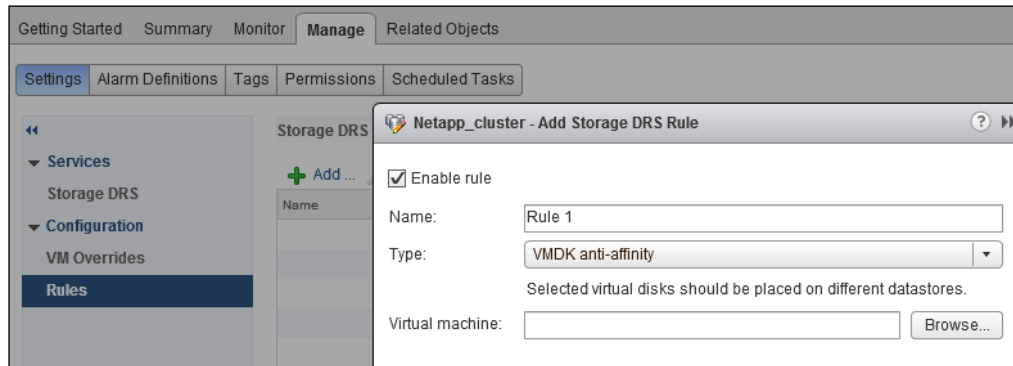 Getting Started Summary Monitor Manage Related Objects
Settings Alarm Definitions Tags Permissions Scheduled Tasks
Services
Storage DRS
Configuration
VM Overrides
Rules
Storage DRS
Add ...
Name
Netapp_cluster - Add Storage DRS Rule ?
Enable rule
Name: Rule 1
Type: VMDK anti-affinity
Selected virtual disks should be placed on different datastores.
Virtual machine: Browse...